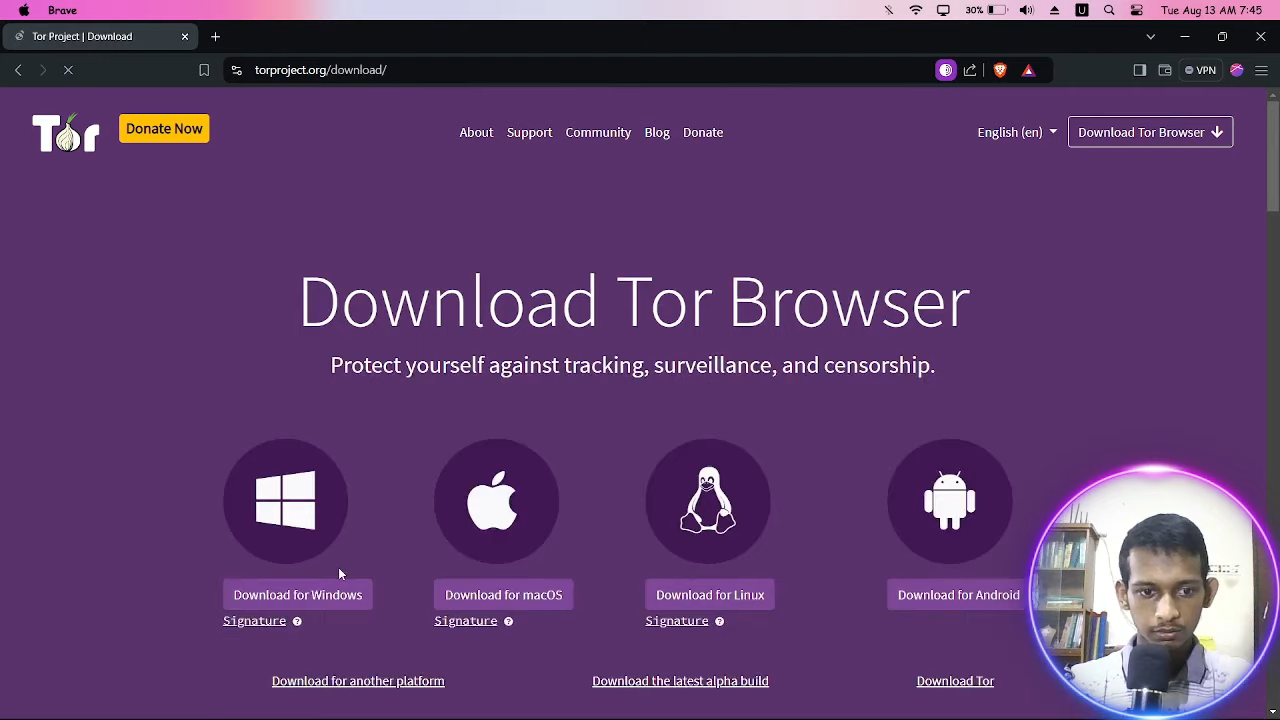 Brave
30%
U
Tue Aug 13 AM 7:45
Tor Project | Download
torproject.org/download/
VPN
Tor
Donate Now
About
Support
Community
Blog
Donate
English (en)
Download Tor Browser
Download Tor Browser
Protect yourself against tracking, surveillance, and censorship.
Download for Windows
Download for macOS
Download for Linux
Download for Android
Signature ?
Signature ?
Signature ?
Download for another platform
Download the latest alpha build
Download Tor